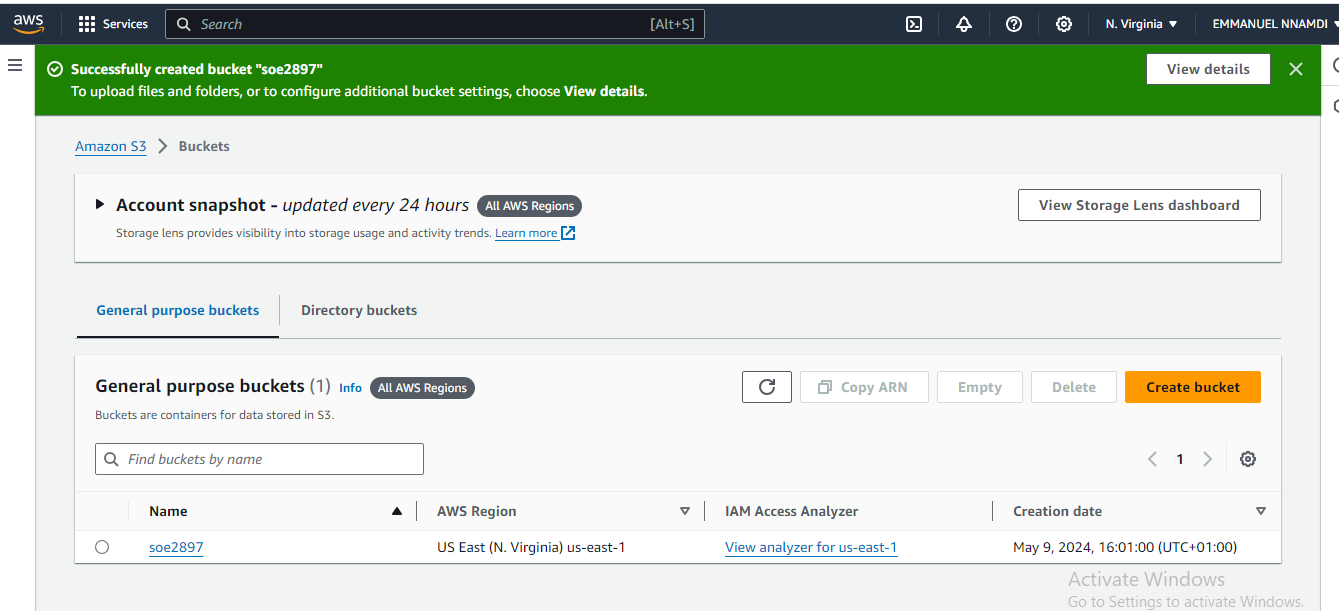 aws Services Search [Alt+S] N. Virginia EMMANUEL NNAMDI
Successfully created bucket "soe2897"
To upload files and folders, or to configure additional bucket settings, choose View details.
View details
Amazon S3 Buckets
Account snapshot - updated every 24 hours All AWS Regions
Storage lens provides visibility into storage usage and activity trends. Learn more
View Storage Lens dashboard
General purpose buckets Directory buckets
General purpose buckets (1) Info All AWS Regions
Buckets are containers for data stored in S3.
Copy ARN Empty Delete Create bucket
Find buckets by name
1
Name AWS Region IAM Access Analyzer Creation date
soe2897 US East (N. Virginia) us-east-1 View analyzer for us-east-1 May 9, 2024, 16:01:00 (UTC+01:00)
Activate Windows
Go to Settings to activate Windows.